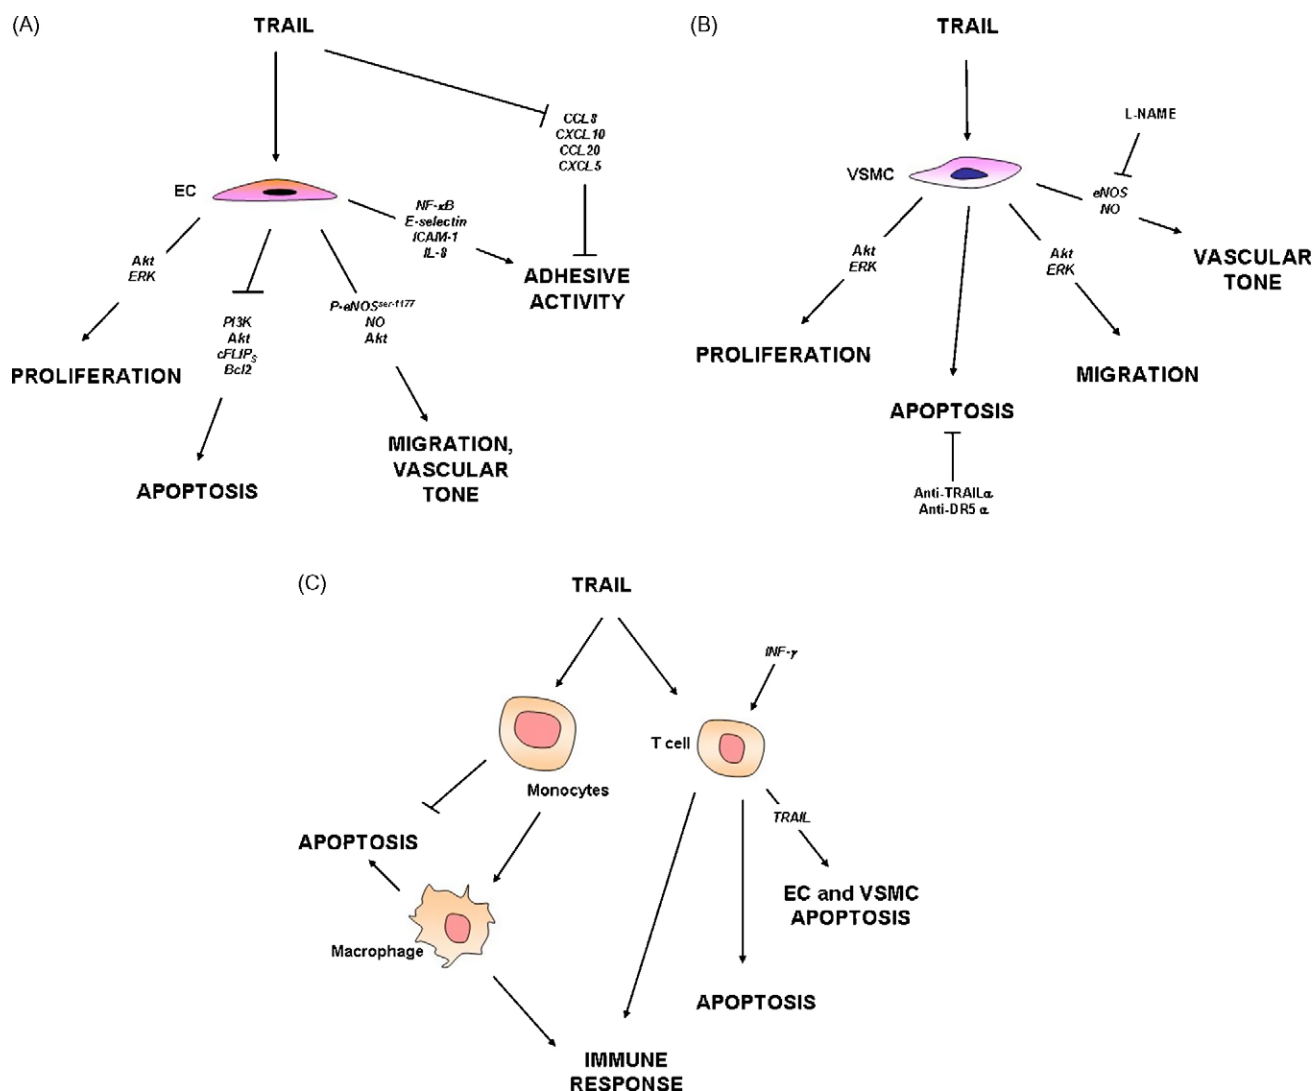 (A)
TRAIL
CCL8
CXCL10
CCL20
CXCL5
EC
NF-κB
E-selectin
ICAM-1
IL-8
Akt
ERK
ADHESIVE
ACTIVITY
P-eNOSser-1177
NO
Akt
PI3K
Akt
cFLIPS
Bcl2
PROLIFERATION
MIGRATION,
VASCULAR
TONE
APOPTOSIS
(B)
TRAIL
L-NAME
VSMC
eNOS
NO
Akt
ERK
Akt
ERK
VASCULAR
TONE
PROLIFERATION
MIGRATION
APOPTOSIS
Anti-TRAILα
Anti-DR5 α
(C)
TRAIL
INF-γ
T cell
Monocytes
TRAIL
APOPTOSIS
EC and VSMC
APOPTOSIS
Macrophage
APOPTOSIS
IMMUNE
RESPONSE